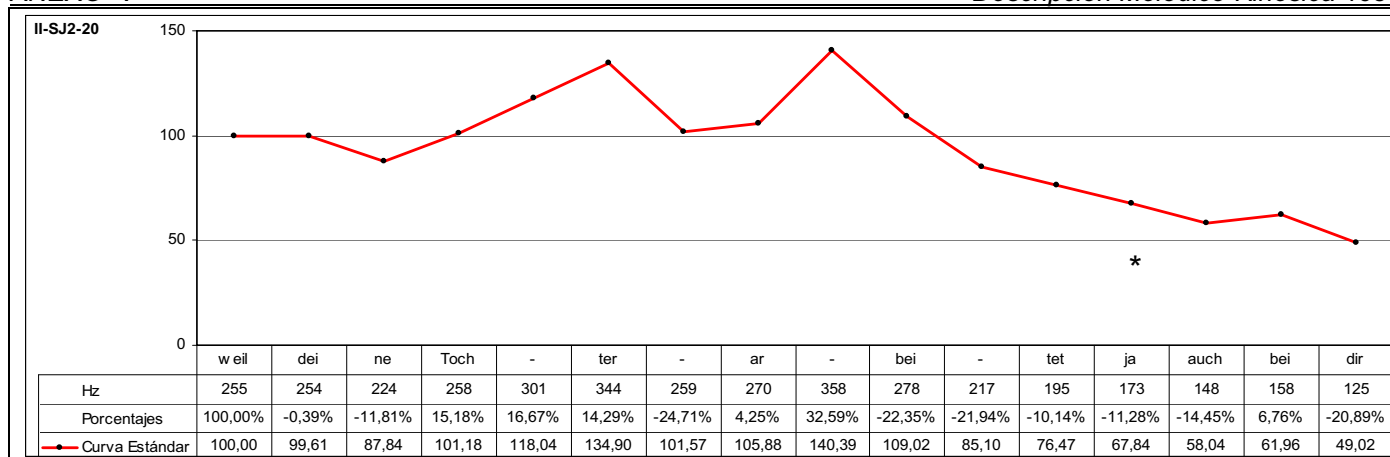 II-SJ2-20
150
100
50
0
weil dei ne Toch - ter - ar - bei - tet ja auch bei dir
*
Hz 255 254 224 258 301 344 259 270 358 278 217 195 173 148 158 125
Porcentajes 100,00% -0,39% -11,81% 15,18% 16,67% 14,29% -24,71% 4,25% 32,59% -22,35% -21,94% -10,14% -11,28% -14,45% 6,76% -20,89%
Curva Estándar 100,00 99,61 87,84 101,18 118,04 134,90 101,57 105,88 140,39 109,02 85,10 76,47 67,84 58,04 61,96 49,02